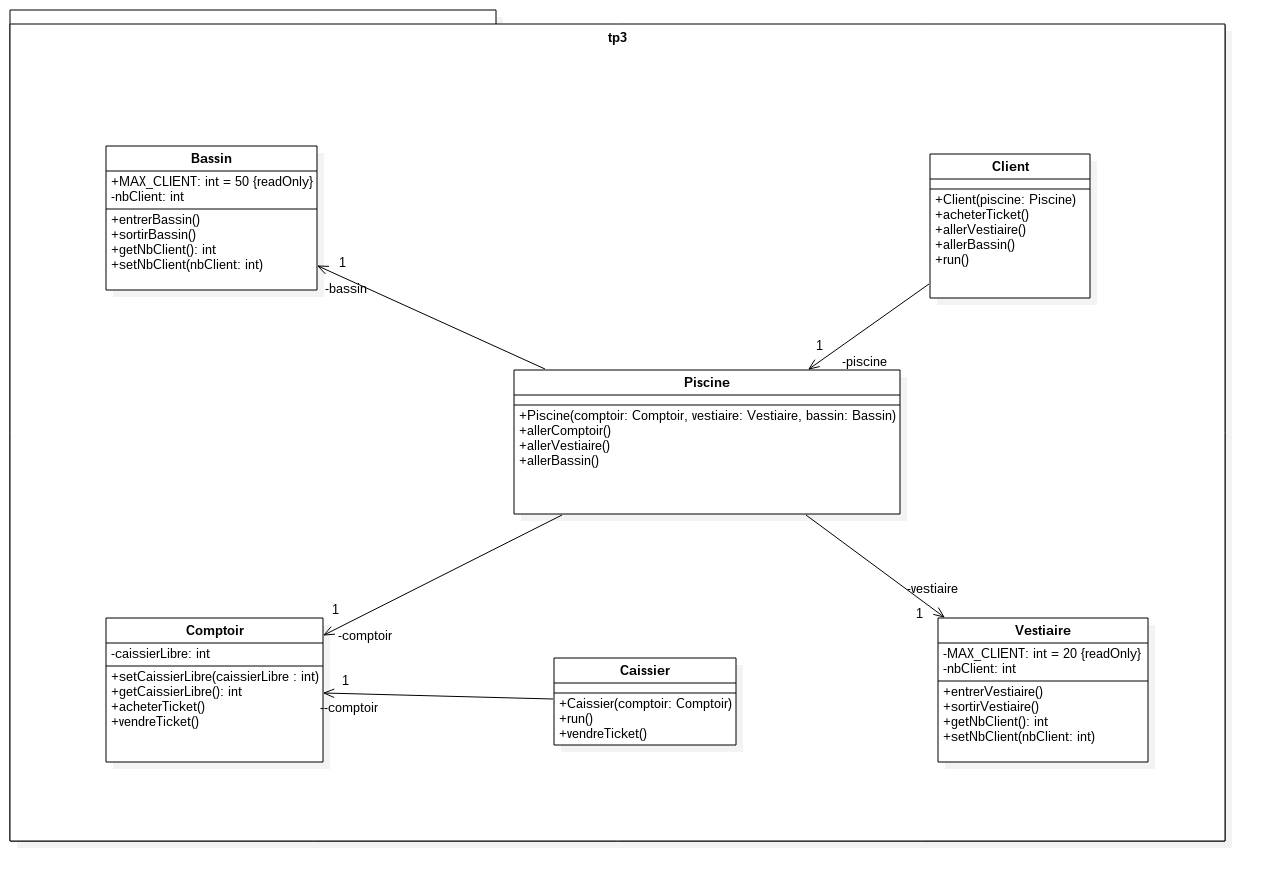 tp3
Bassin
+MAX_CLIENT: int = 50 {readOnly}
-nbClient: int
+entrerBassin()
+sortirBassin()
+getNbClient(): int
+setNbClient(nbClient: int)
Client
+Client(piscine: Piscine)
+acheterTicket()
+allerVestiaire()
+allerBassin()
+run()
1
-bassin
1
-piscine
Piscine
+Piscine(comptoir: Comptoir, vestiaire: Vestiaire, bassin: Bassin)
+allerComptoir()
+allerVestiaire()
+allerBassin()
1
-comptoir
-vestiaire
1
Comptoir
-caissierLibre: int
+setCaissierLibre(caissierLibre : int)
+getCaissierLibre(): int
+acheterTicket()
+vendreTicket()
1
--comptoir
Caissier
+Caissier(comptoir: Comptoir)
+run()
+vendreTicket()
Vestiaire
-MAX_CLIENT: int = 20 {readOnly}
-nbClient: int
+entrerVestiaire()
+sortirVestiaire()
+getNbClient(): int
+setNbClient(nbClient: int)